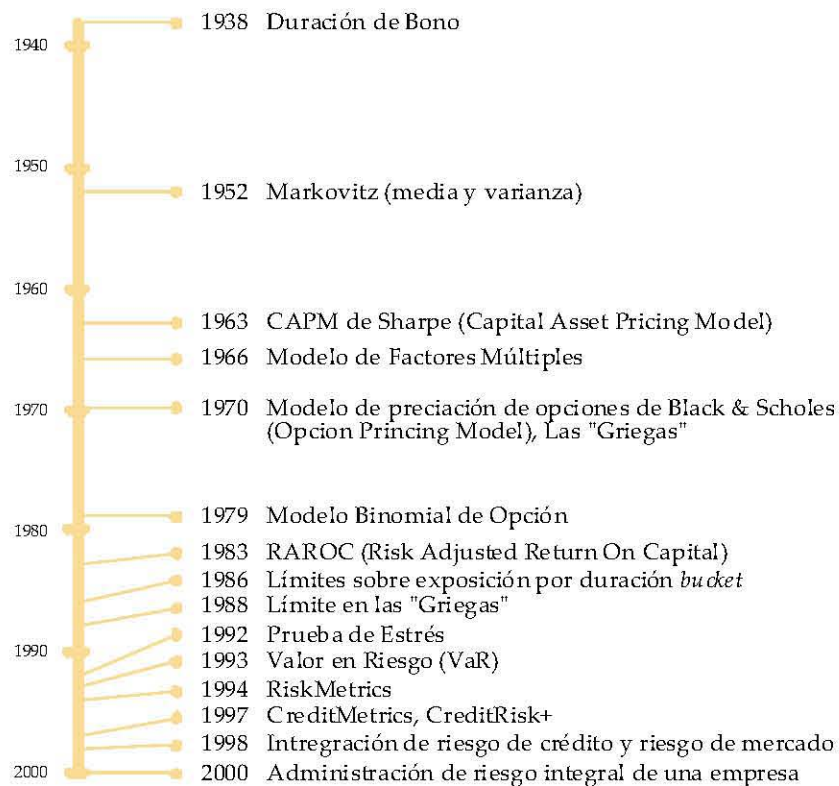 1938 Duración de Bono
1940
1950
1952 Markovitz (media y varianza)
1960
1963 CAPM de Sharpe (Capital Asset Pricing Model)
1966 Modelo de Factores Múltiples
1970
1970 Modelo de preciación de opciones de Black & Scholes
(Opcion Princing Model), Las "Griegas"
1979 Modelo Binomial de Opción
1980
1983 RAROC (Risk Adjusted Return On Capital)
1986 Límites sobre exposición por duración bucket
1988 Límite en las "Griegas"
1992 Prueba de Estrés
1990
1993 Valor en Riesgo (VaR)
1994 RiskMetrics
1997 CreditMetrics, CreditRisk+
1998 Intregración de riesgo de crédito y riesgo de mercado
2000
2000 Administración de riesgo integral de una empresa